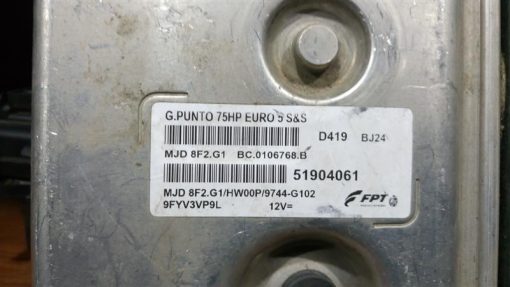 G.PUNTO 75HP EURO 5 S&S
D419 BJ24
MJD 8F2.G1 BC.0106768.B
51904061
MJD 8F2.G1/HW00P/9744-G102
9FYV3VP9L 12V=
FPT